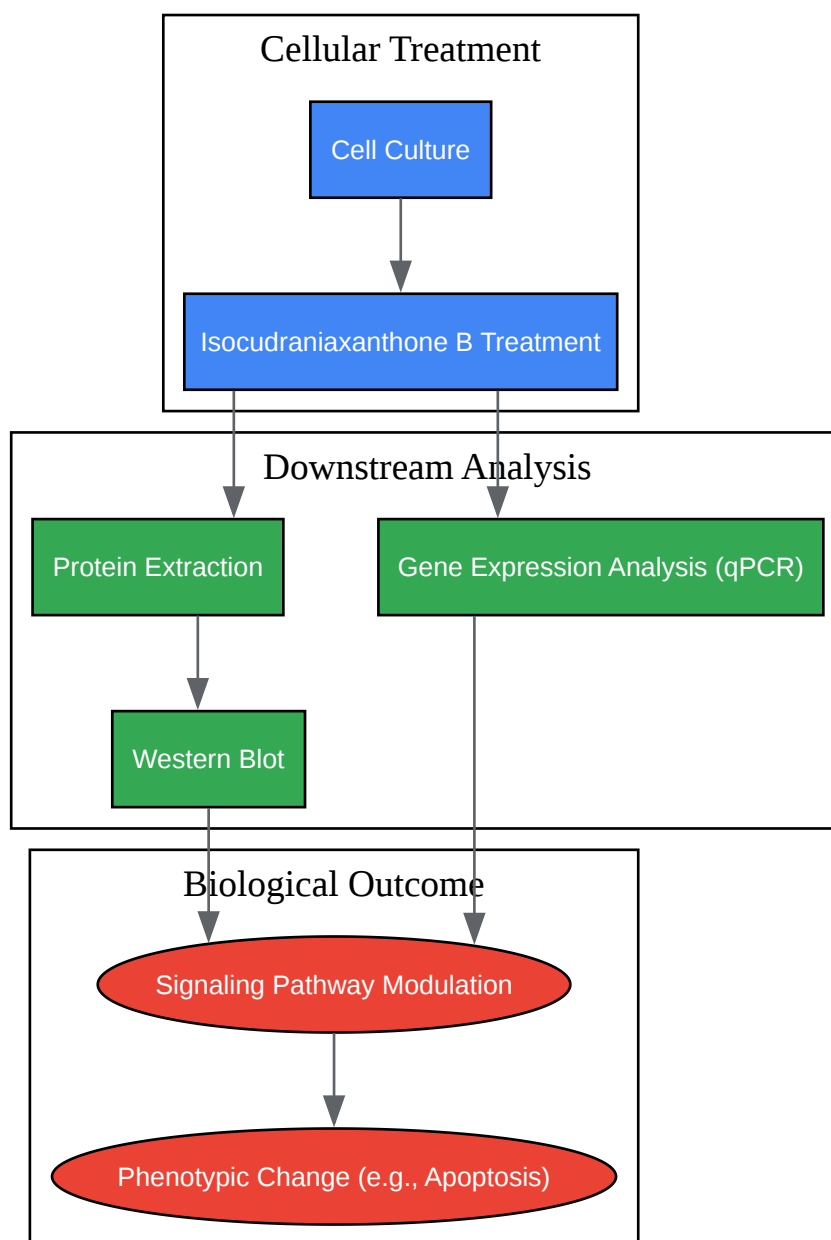 Cellular Treatment
Cell Culture
Isocudraniaxanthone B Treatment
Downstream Analysis
Protein Extraction
Gene Expression Analysis (qPCR)
Western Blot
Biological Outcome
Signaling Pathway Modulation
Phenotypic Change (e.g., Apoptosis)